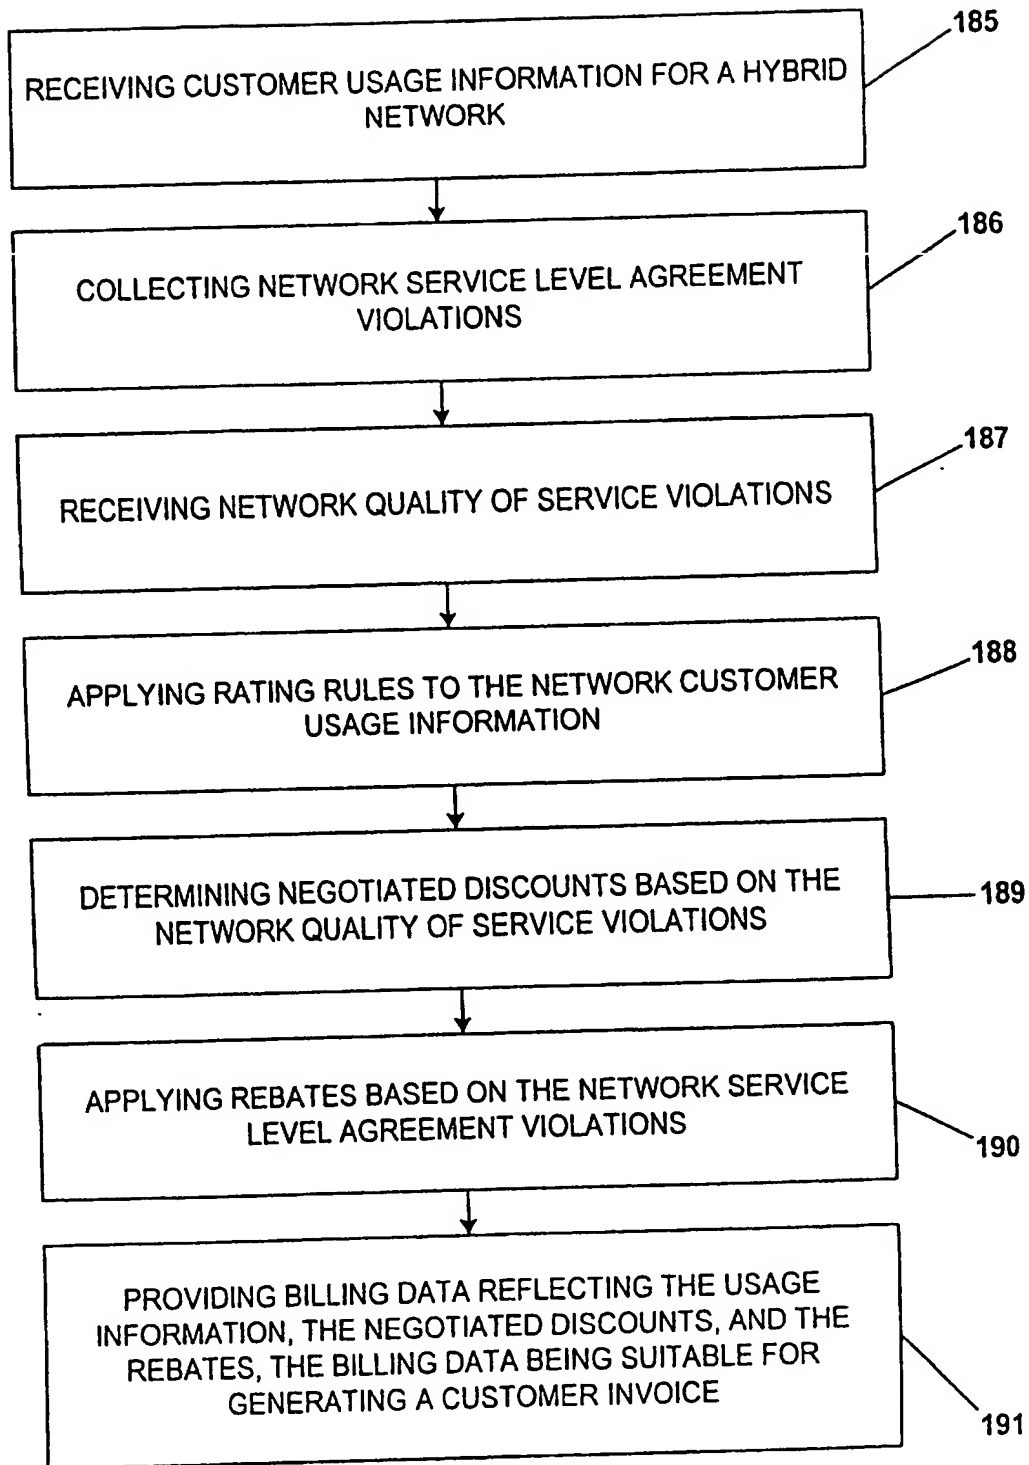 185
RECEIVING CUSTOMER USAGE INFORMATION FOR A HYBRID
NETWORK
186
COLLECTING NETWORK SERVICE LEVEL AGREEMENT
VIOLATIONS
187
RECEIVING NETWORK QUALITY OF SERVICE VIOLATIONS
188
APPLYING RATING RULES TO THE NETWORK CUSTOMER
USAGE INFORMATION
189
DETERMINING NEGOTIATED DISCOUNTS BASED ON THE
NETWORK QUALITY OF SERVICE VIOLATIONS
APPLYING REBATES BASED ON THE NETWORK SERVICE
LEVEL AGREEMENT VIOLATIONS
190
PROVIDING BILLING DATA REFLECTING THE USAGE
INFORMATION, THE NEGOTIATED DISCOUNTS, AND THE
REBATES, THE BILLING DATA BEING SUITABLE FOR
GENERATING A CUSTOMER INVOICE
191